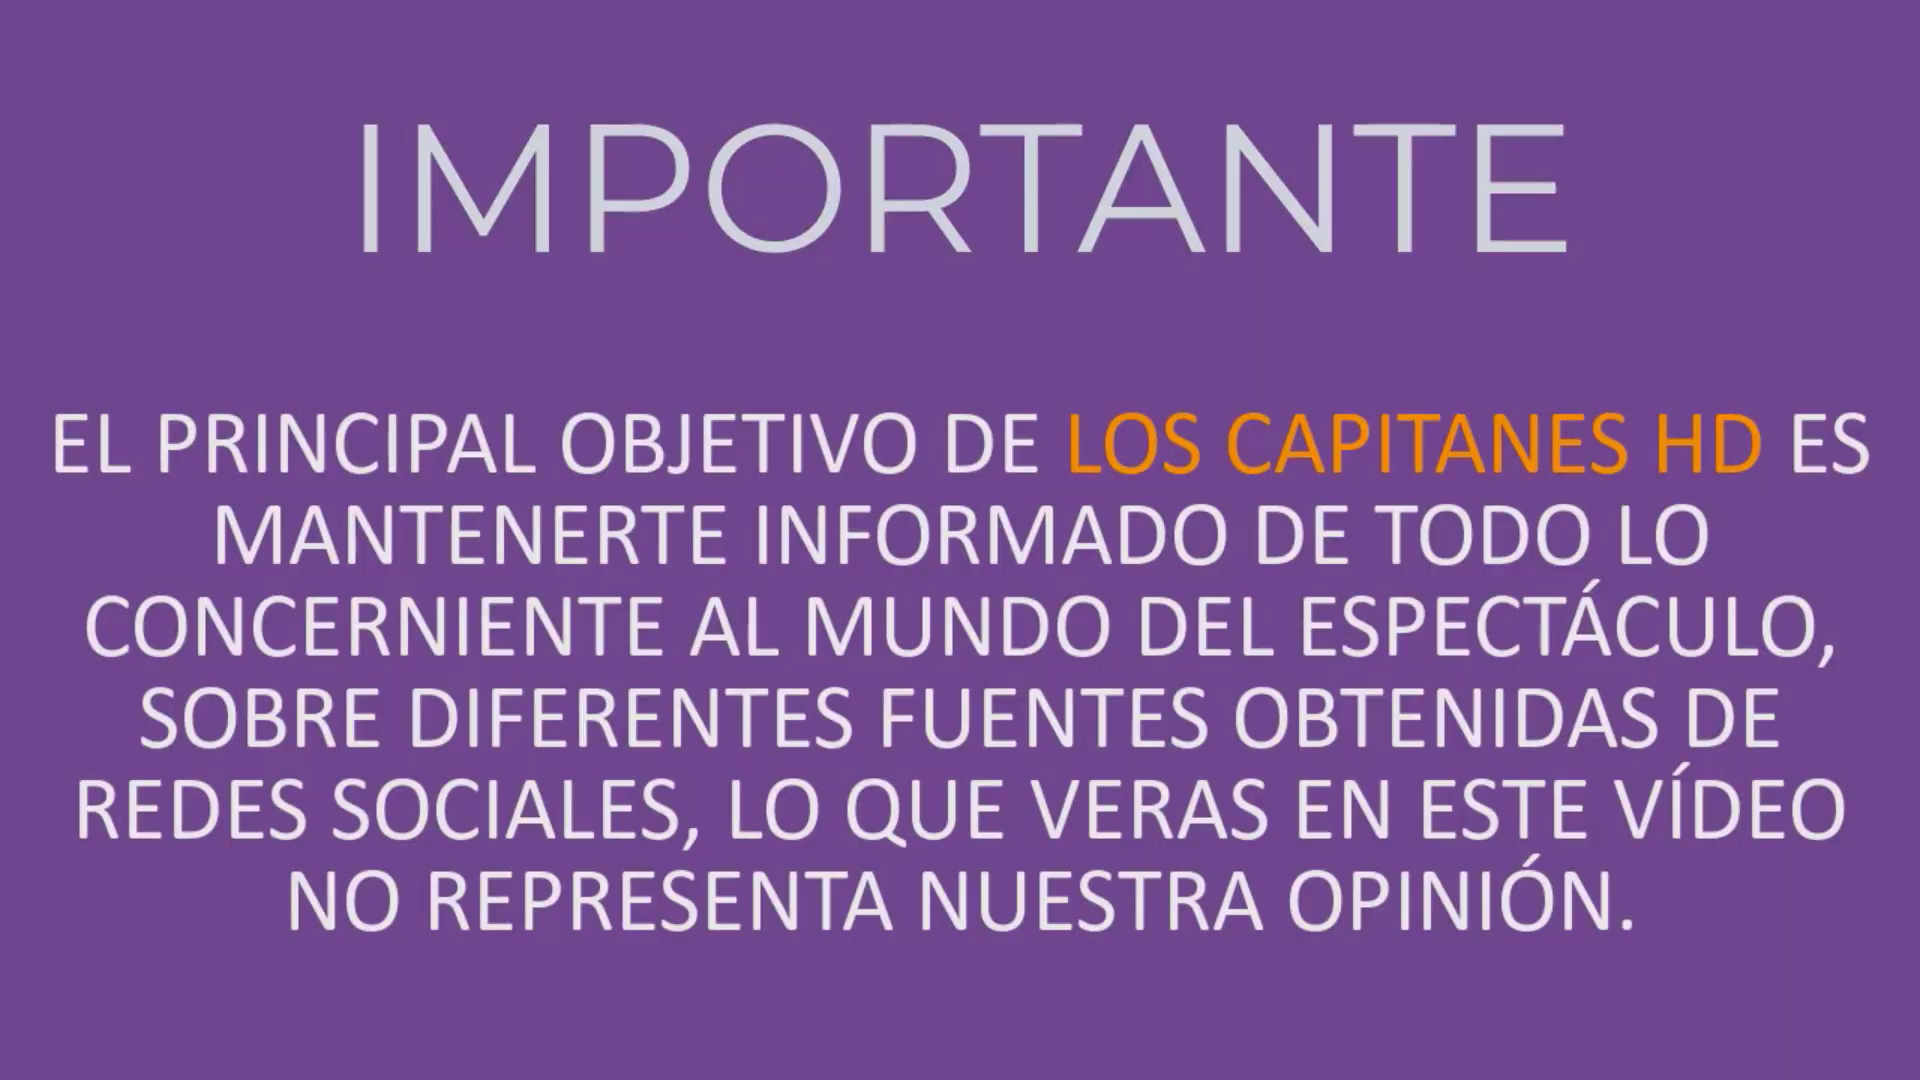 IMPORTANTE
EL PRINCIPAL OBJETIVO DE LOS CAPITANES HD ES
MANTENERTE INFORMADO DE TODO LO
CONCERNIENTE AL MUNDO DEL ESPECTÁCULO,
SOBRE DIFERENTES FUENTES OBTENIDAS DE
REDES SOCIALES, LO QUE VERAS EN ESTE VÍDEO
NO REPRESENTA NUESTRA OPINIÓN.